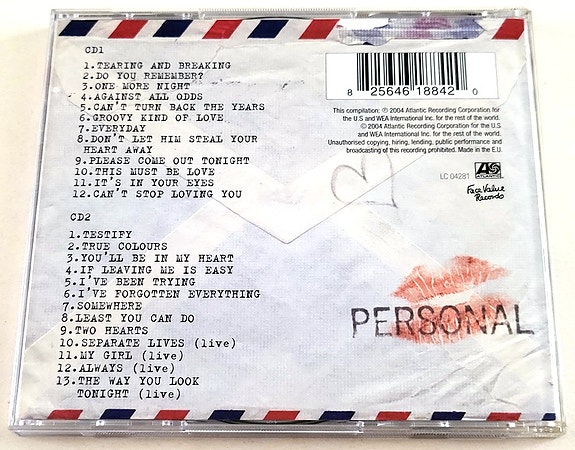 CD1
1.TEARING AND BREAKING
2.DO YOU REMEMBER?
3.ONE MORE NIGHT
4.AGAINST ALL ODDS
5.CAN'T TURN BACK THE YEARS
6.GROOVY KIND OF LOVE
7.EVERYDAY
8.DON'T LET HIM STEAL YOUR
HEART AWAY
9.PLEASE COME OUT TONIGHT
10.THIS MUST BE LOVE
11.IT'S IN YOUR EYES
12.CAN'T STOP LOVING YOU
CD2
1.TESTIFY
2.TRUE COLOURS
3.YOU'LL BE IN MY HEART
4.IF LEAVING ME IS EASY
5.I'VE BEEN TRYING
6.I'VE FORGOTTEN EVERYTHING
7.SOMEWHERE
8.LEAST YOU CAN DO
9.TWO HEARTS
10.SEPARATE LIVES (live)
11.MY GIRL (live)
12.ALWAYS (live)
13.THE WAY YOU LOOK
TONIGHT (live)
8 25646 18842 0
This compilation: ℗ 2004 Atlantic Recording Corporation for
the U.S and WEA International Inc. for the rest of the world.
© 2004 Atlantic Recording Corporation for the U.S
and WEA International Inc. for the rest of the world.
Unauthorised copying, hiring, lending, public performance and
broadcasting of this recording prohibited. Made in the E.U.
LC 04281
ATLANTIC
Face Value
Records
PERSONAL